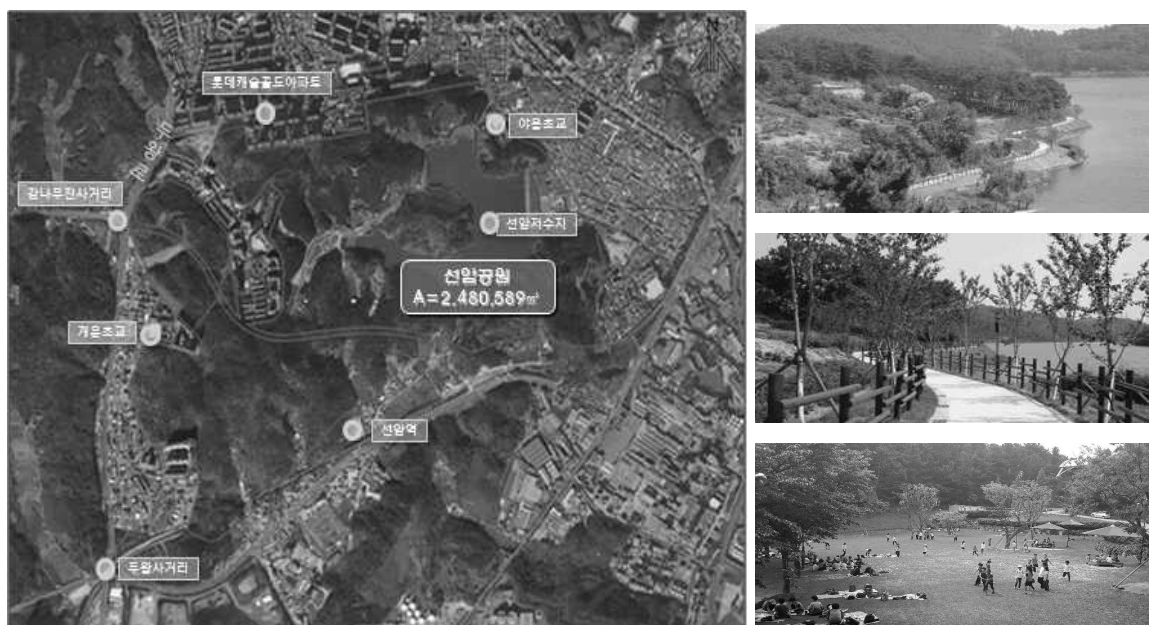 N
롯데캐슬골드아파트
야음초교
감나무진사거리
선암저수지
선암공원
A=2,480,589㎡
개운초교
선암역
두왕사거리